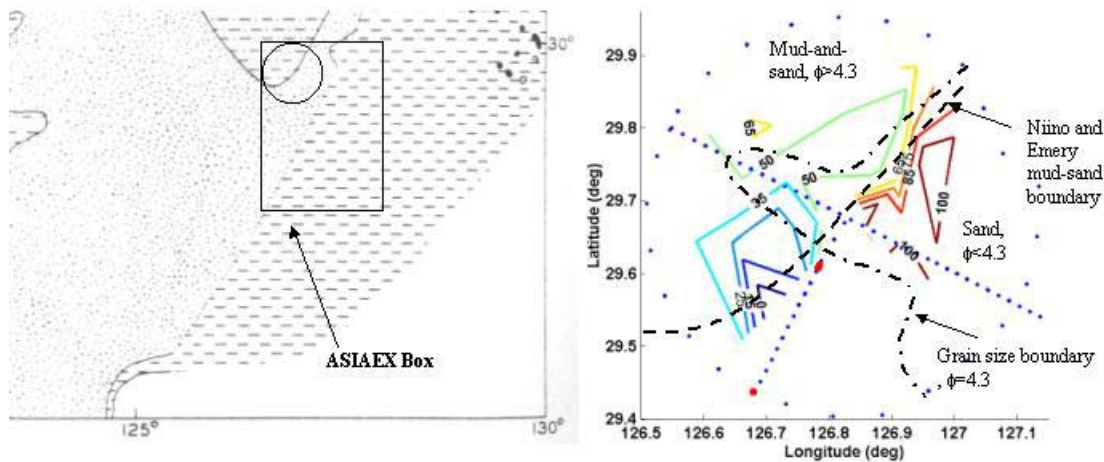 30°
ASIAEX Box
125°
130°
Mud-and-
sand, ϕ>4.3
Niino and
Emery
mud-sand
boundary
Sand,
ϕ<4.3
Grain size boundary
, ϕ=4.3
65
50
50
35
65
75
85
100
100
25
Latitude (deg)
29.9
29.8
29.7
29.6
29.5
29.4
126.5
126.6
126.7
126.8
126.9
127
127.1
Longitude (deg)